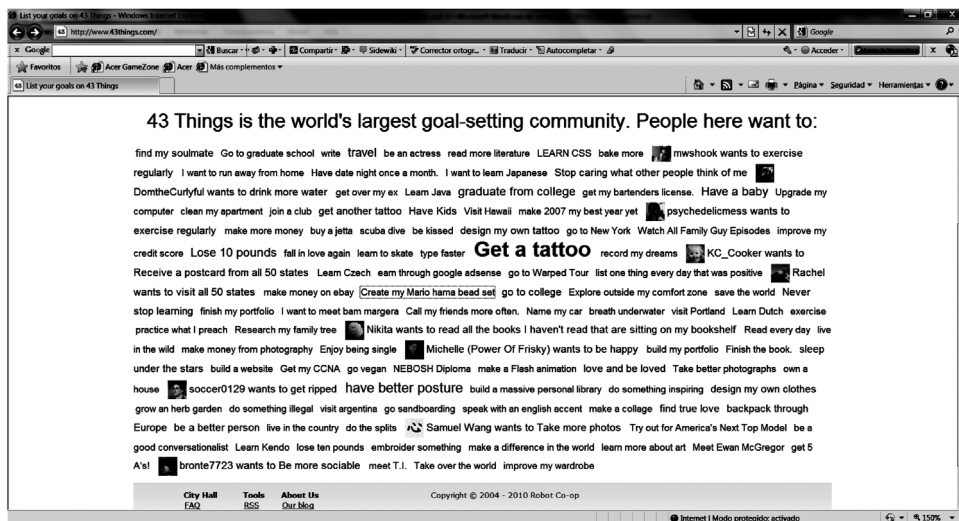 List your goals on 43 Things - Windows Internet Explorer
http://www.43things.com/ Google
x Google Buscar Compartir Sidewiki Corrector ortogr... Traducir Autocompletar Acceder x
Favoritos Acer GameZone Acer Más complementos
List your goals on 43 Things Página Seguridad Herramientas
43 Things is the world's largest goal-setting community. People here want to:
find my soulmate Go to graduate school write travel be an actress read more literature LEARN CSS bake more mwshook wants to exercise
regularly I want to run away from home Have date night once a month. I want to learn Japanese Stop caring what other people think of me
DomtheCurlyful wants to drink more water get over my ex Learn Java graduate from college get my bartenders license. Have a baby Upgrade my
computer clean my apartment join a club get another tattoo Have Kids Visit Hawaii make 2007 my best year yet psychedelicmess wants to
exercise regularly make more money buy a jetta scuba dive be kissed design my own tattoo go to New York Watch All Family Guy Episodes improve my
credit score Lose 10 pounds fall in love again learn to skate type faster Get a tattoo record my dreams KC_Cooker wants to
Receive a postcard from all 50 states Learn Czech earn through google adsense go to Warped Tour list one thing every day that was positive Rachel
wants to visit all 50 states make money on ebay Create my Mario hama bead set go to college Explore outside my comfort zone save the world Never
stop learning finish my portfolio I want to meet bam margera Call my friends more often. Name my car breath underwater visit Portland Learn Dutch exercise
practice what I preach Research my family tree Nikita wants to read all the books I haven't read that are sitting on my bookshelf Read every day live
in the wild make money from photography Enjoy being single Michelle (Power Of Frisky) wants to be happy build my portfolio Finish the book. sleep
under the stars build a website Get my CCNA go vegan NEBOSH Diploma make a Flash animation love and be loved Take better photographs own a
house soccer0129 wants to get ripped have better posture build a massive personal library do something inspiring design my own clothes
grow an herb garden do something illegal visit argentina go sandboarding speak with an english accent make a collage find true love backpack through
Europe be a better person live in the country do the splits Samuel Wang wants to Take more photos Try out for America's Next Top Model be a
good conversationalist Learn Kendo lose ten pounds embroider something make a difference in the world learn more about art Meet Ewan McGregor get 5
A's! bronte7723 wants to Be more sociable meet T.I. Take over the world improve my wardrobe
City Hall Tools About Us Copyright © 2004 - 2010 Robot Co-op
FAQ RSS Our blog
Internet | Modo protegido: activado 150%